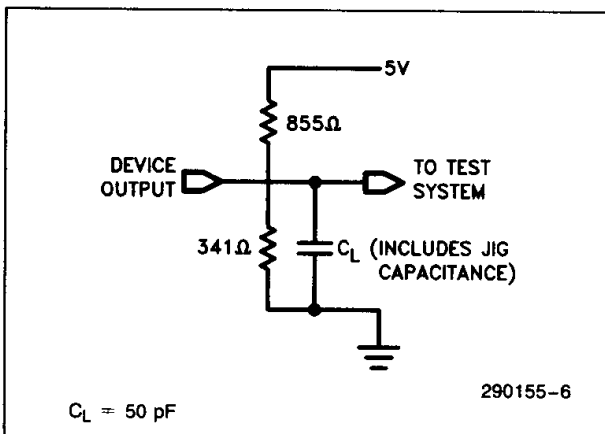 5V
855Ω
DEVICE
OUTPUT
TO TEST
SYSTEM
341Ω
C_L (INCLUDES JIG
CAPACITANCE)
290155-6
C_L = 50 pF